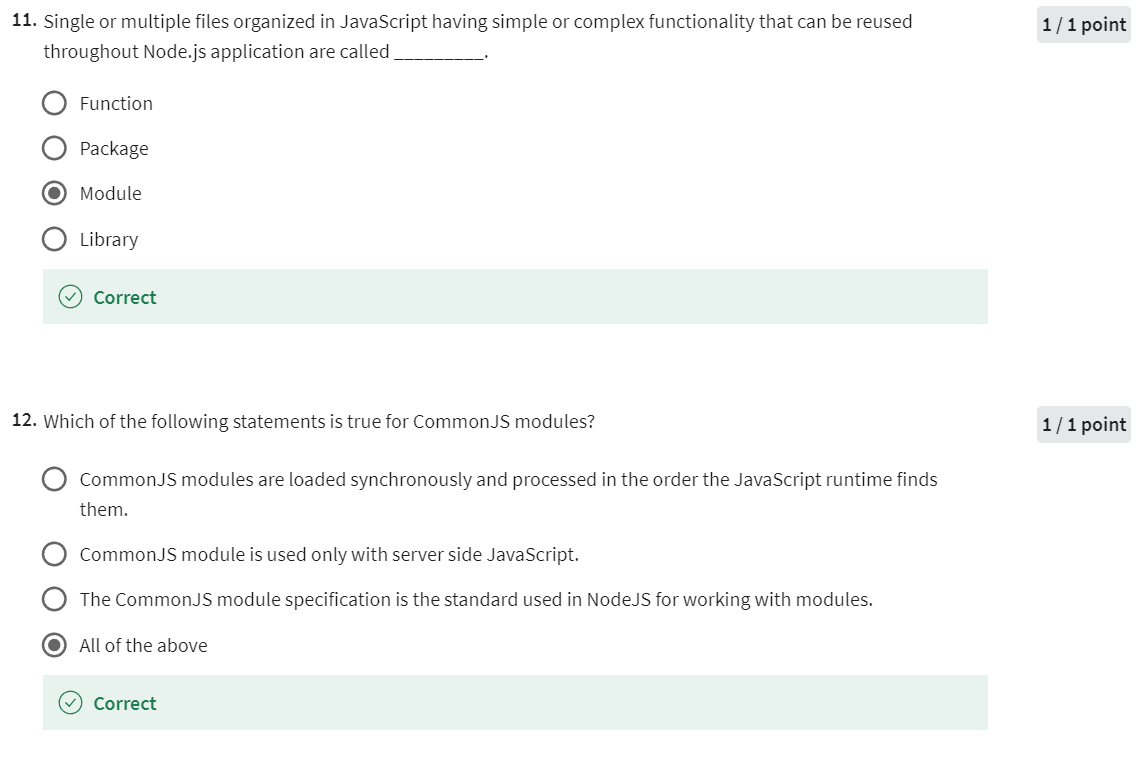 11. Single or multiple files organized in JavaScript having simple or complex functionality that can be reused 1 / 1 point
throughout Node.js application are called _________.
Function
Package
Module
Library
Correct
12. Which of the following statements is true for CommonJS modules? 1 / 1 point
CommonJS modules are loaded synchronously and processed in the order the JavaScript runtime finds
them.
CommonJS module is used only with server side JavaScript.
The CommonJS module specification is the standard used in NodeJS for working with modules.
All of the above
Correct